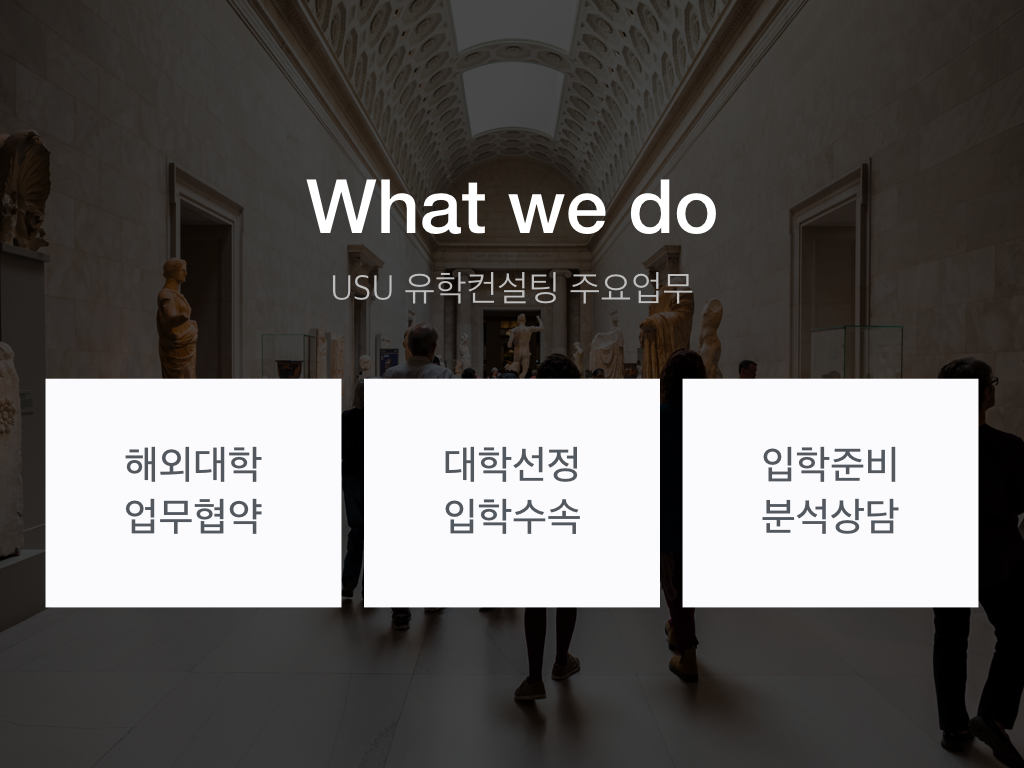 What we do
USU 유학컨설팅 주요업무
해외대학
업무협약
대학선정
입학수속
입학준비
분석상담